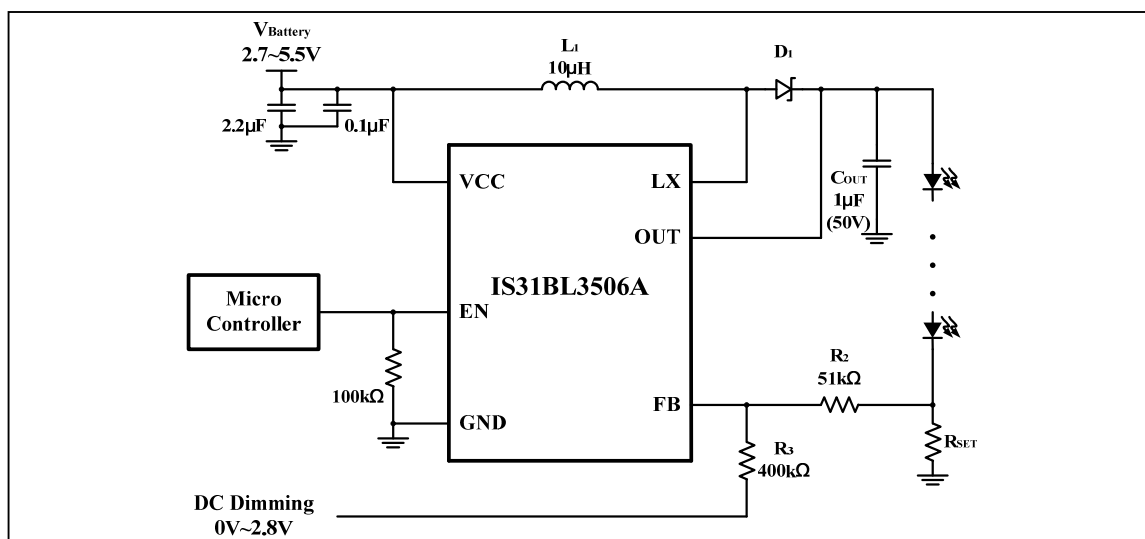 VBattery
2.7~5.5V
2.2μF
0.1μF
L1
10μH
D1
VCC
LX
COUT
1μF
(50V)
OUT
IS31BL3506A
Micro
Controller
EN
100kΩ
GND
FB
R2
51kΩ
R3
400kΩ
RSET
DC Dimming
0V~2.8V